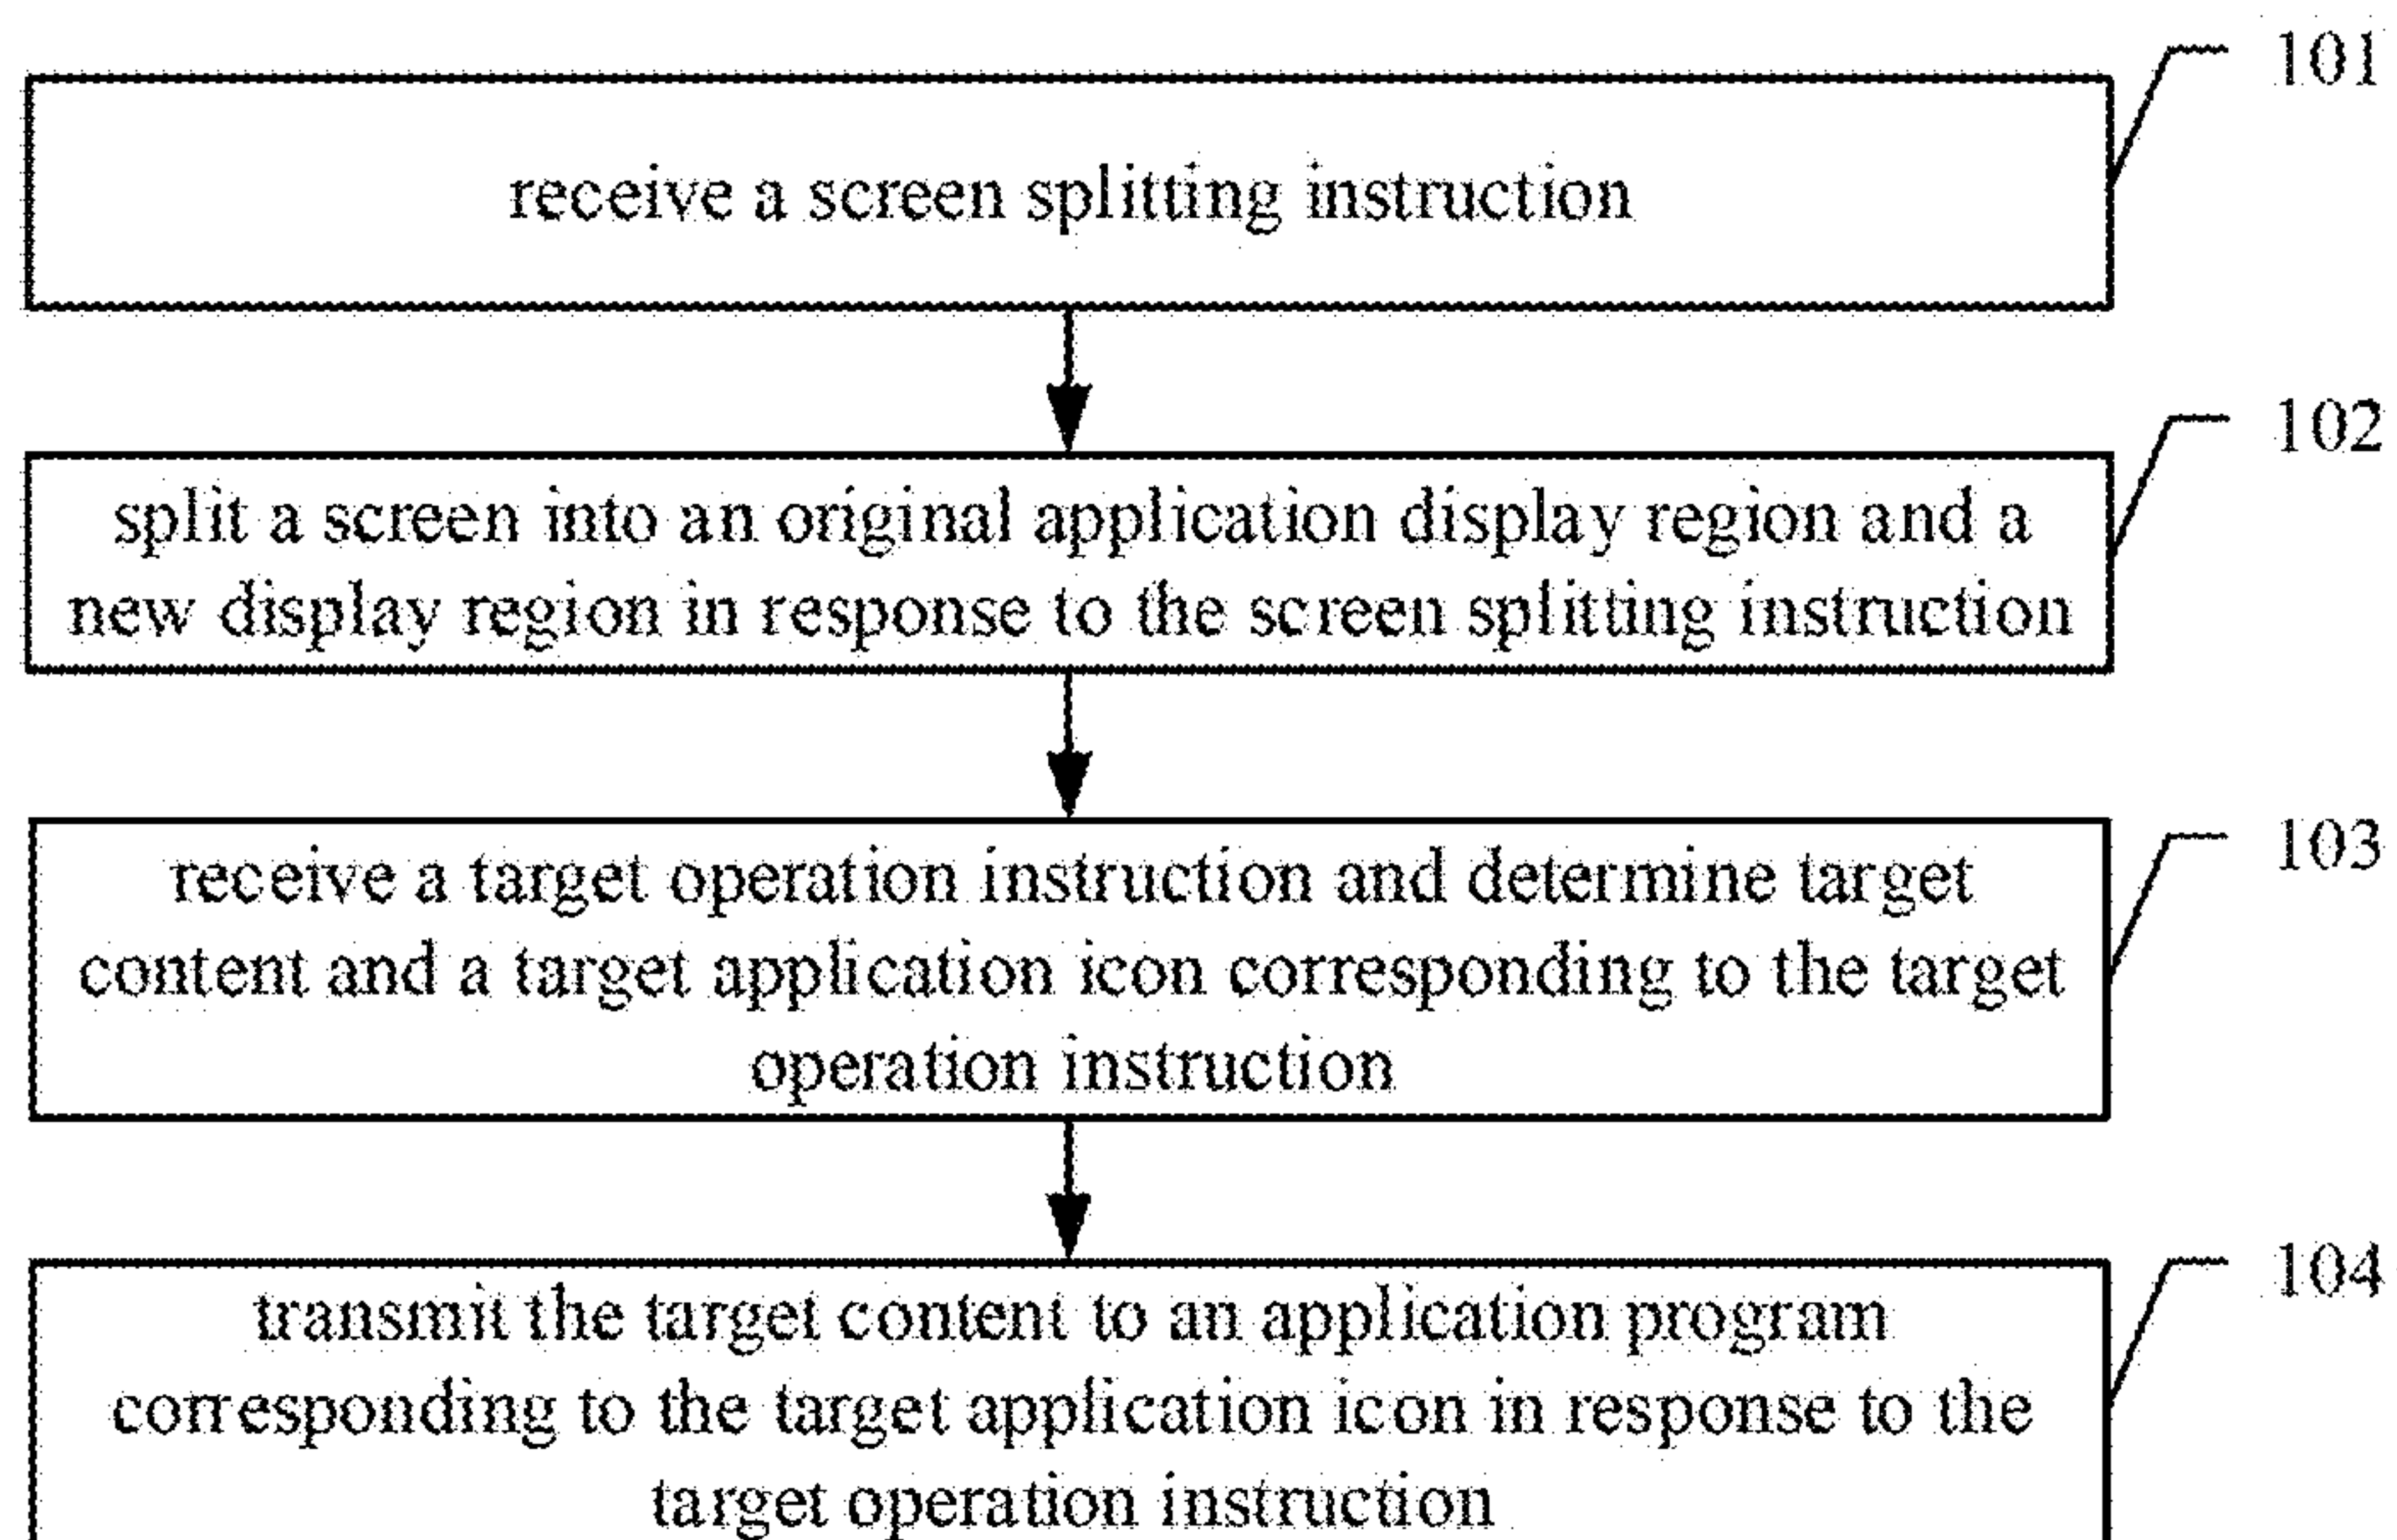 101
receive a screen splitting instruction
102
split a screen into an original application display region and a
new display region in response to the screen splitting instruction
103
receive a target operation instruction and determine target
content and a target application icon corresponding to the target
operation instruction
104
transmit the target content to an application program
corresponding to the target application icon in response to the
target operation instruction